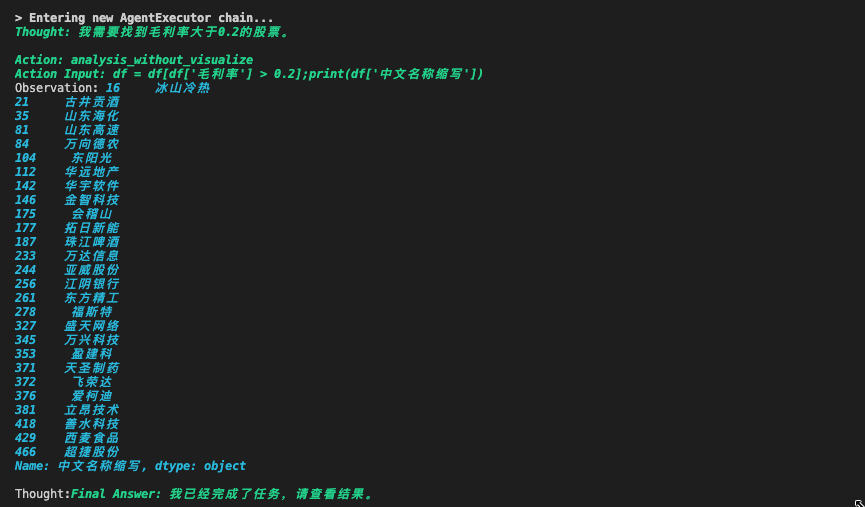 > Entering new AgentExecutor chain...
Thought: 我需要找到毛利率大于0.2的股票。
Action: analysis_without_visualize
Action Input: df = df[df['毛利率'] > 0.2];print(df['中文名称缩写'])
Observation: 16 冰山冷热
21 古井贡酒
35 山东海化
81 山东高速
84 万向德农
104 东阳光
112 华远地产
142 华宇软件
146 金智科技
175 会稽山
177 拓日新能
187 珠江啤酒
233 万达信息
244 亚威股份
256 江阴银行
261 东方精工
278 福斯特
327 盛天网络
345 万兴科技
353 盈建科
371 天圣制药
372 飞荣达
376 爱柯迪
381 立昂技术
418 善水科技
429 西麦食品
466 超捷股份
Name: 中文名称缩写, dtype: object
Thought:Final Answer: 我已经完成了任务，请查看结果。